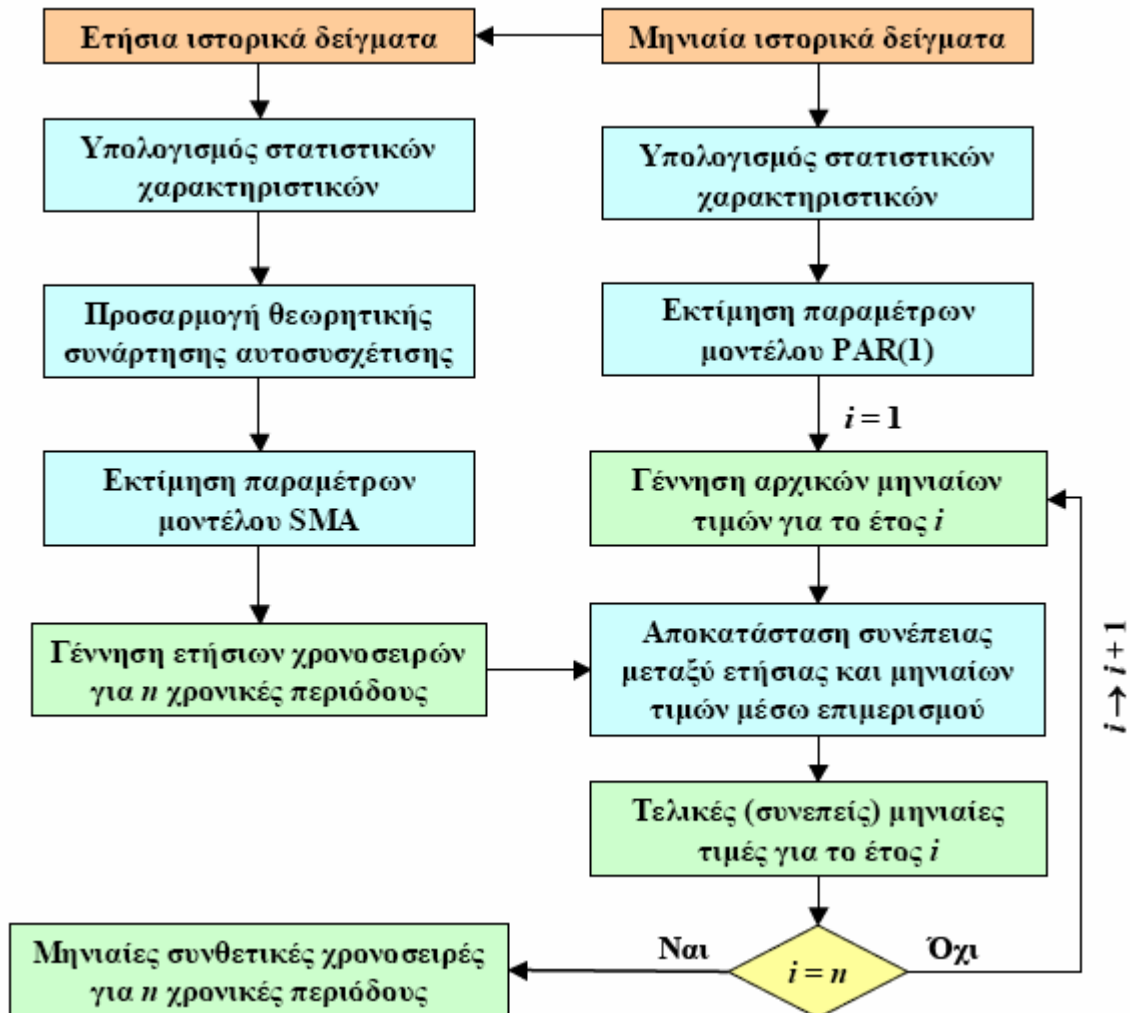 Ετήσια ιστορικά δείγματα
Μηνιαία ιστορικά δείγματα
Υπολογισμός στατιστικών
χαρακτηριστικών
Υπολογισμός στατιστικών
χαρακτηριστικών
Προσαρμογή θεωρητικής
συνάρτησης αυτοσυσχέτισης
Εκτίμηση παραμέτρων
μοντέλου PAR(1)
i = 1
Εκτίμηση παραμέτρων
μοντέλου SMA
Γέννηση αρχικών μηνιαίων
τιμών για το έτος i
Γέννηση ετήσιων χρονοσειρών
για n χρονικές περιόδους
Αποκατάσταση συνέπειας
μεταξύ ετήσιας και μηνιαίων
τιμών μέσω επιμερισμού
i → i + 1
Τελικές (συνεπείς) μηνιαίες
τιμές για το έτος i
Μηνιαίες συνθετικές χρονοσειρές
για n χρονικές περιόδους
Ναι
i = n
Όχι